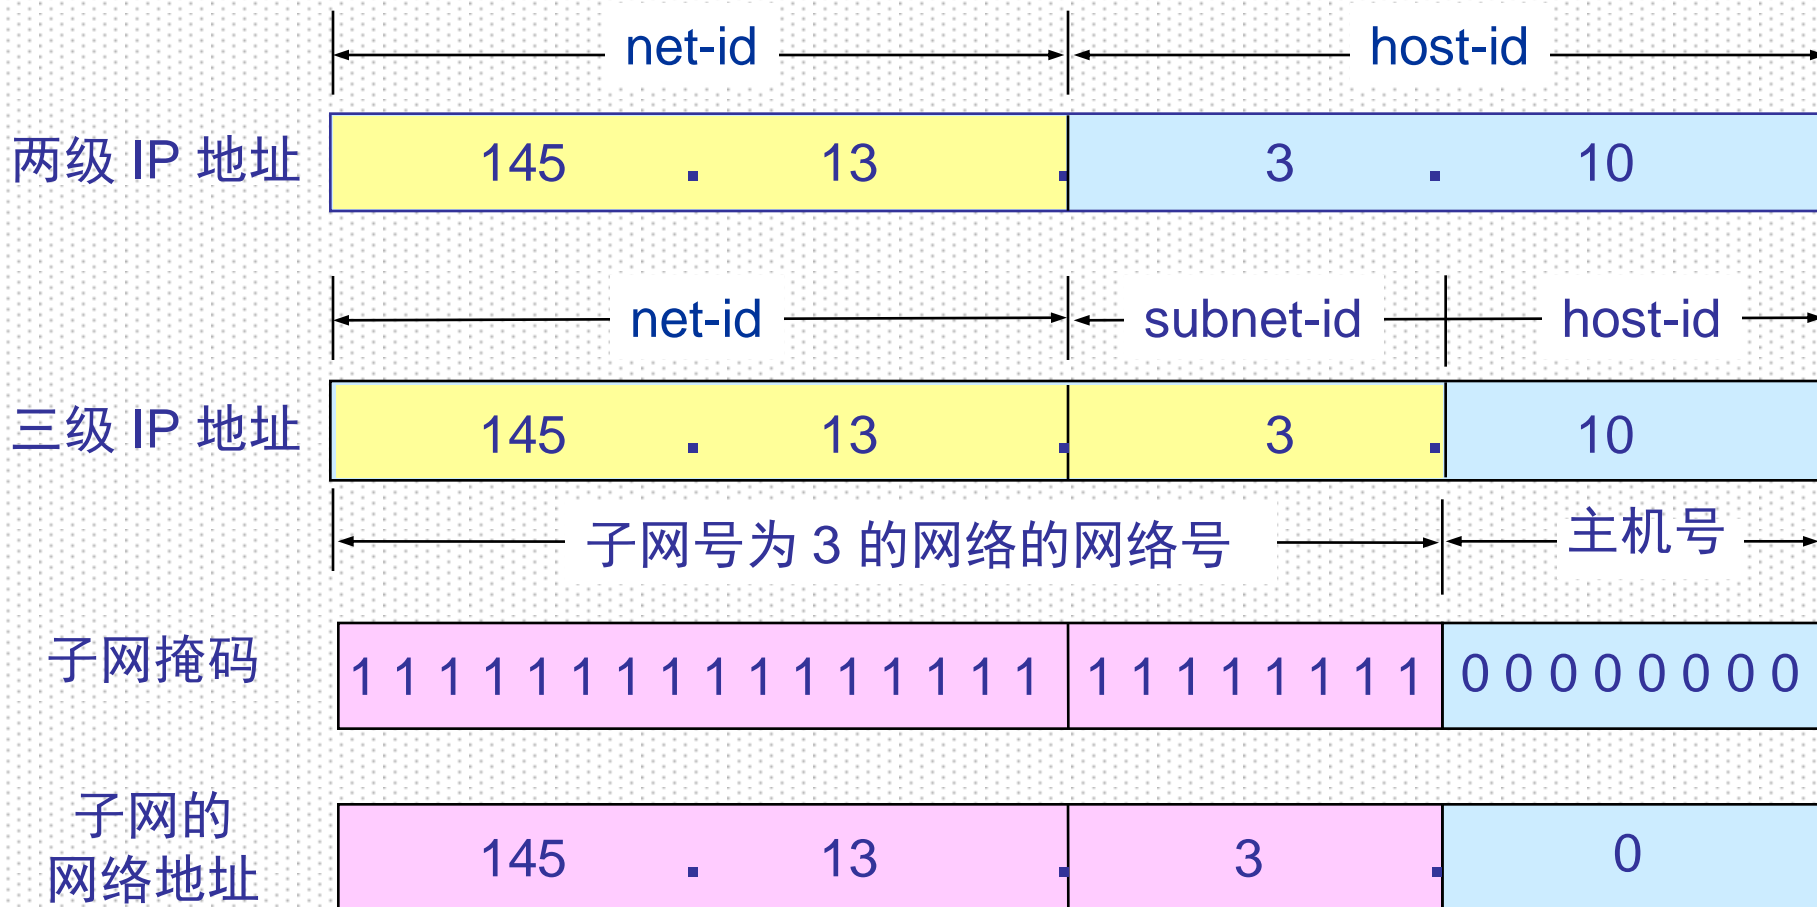 net-id host-id
两级 IP 地址 145 . 13 . 3 . 10
net-id subnet-id host-id
三级 IP 地址 145 . 13 . 3 . 10
子网号为 3 的网络的网络号 主机号
子网掩码 1 1 1 1 1 1 1 1 1 1 1 1 1 1 1 1 1 1 1 1 1 1 1 1 0 0 0 0 0 0 0 0
子网的
网络地址 145 . 13 . 3 . 0